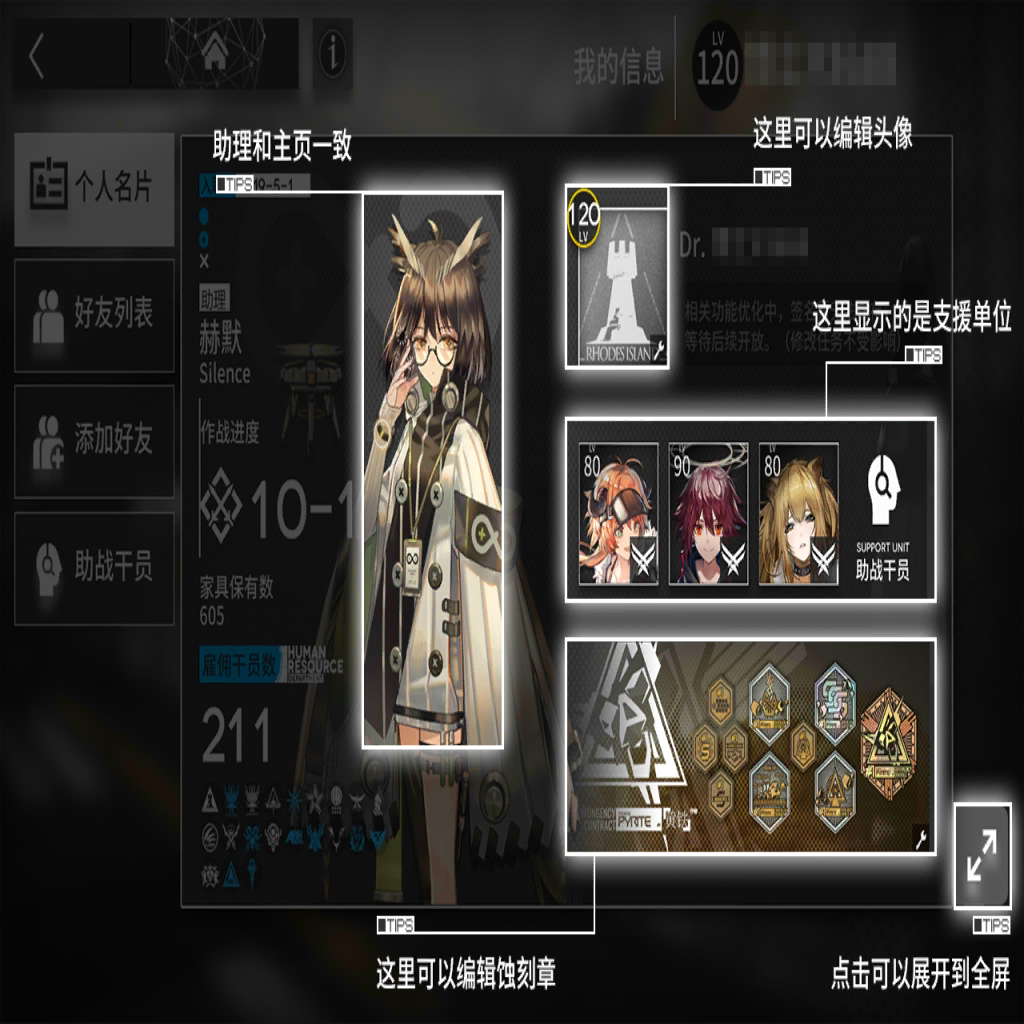 我的信息
LV
120
助理和主页一致
TIPS
这里可以编辑头像
TIPS
个人名片
好友列表
添加好友
助战干员
入
19-5-1
助理
赫默
Silence
作战进度
10-1
家具保有数
605
雇佣干员数
HUMAN
RESOURCE
DEPARTMENT
211
120
LV
RHODES ISLAN
Dr.
相关功能优化中，签名
等待后续开放。（修改任务不受影响）
这里显示的是支援单位
TIPS
LV
80
LV
90
LV
80
SUPPORT UNIT
助战干员
CONTRACT
PYRITE
TIPS
这里可以编辑蚀刻章
TIPS
点击可以展开到全屏